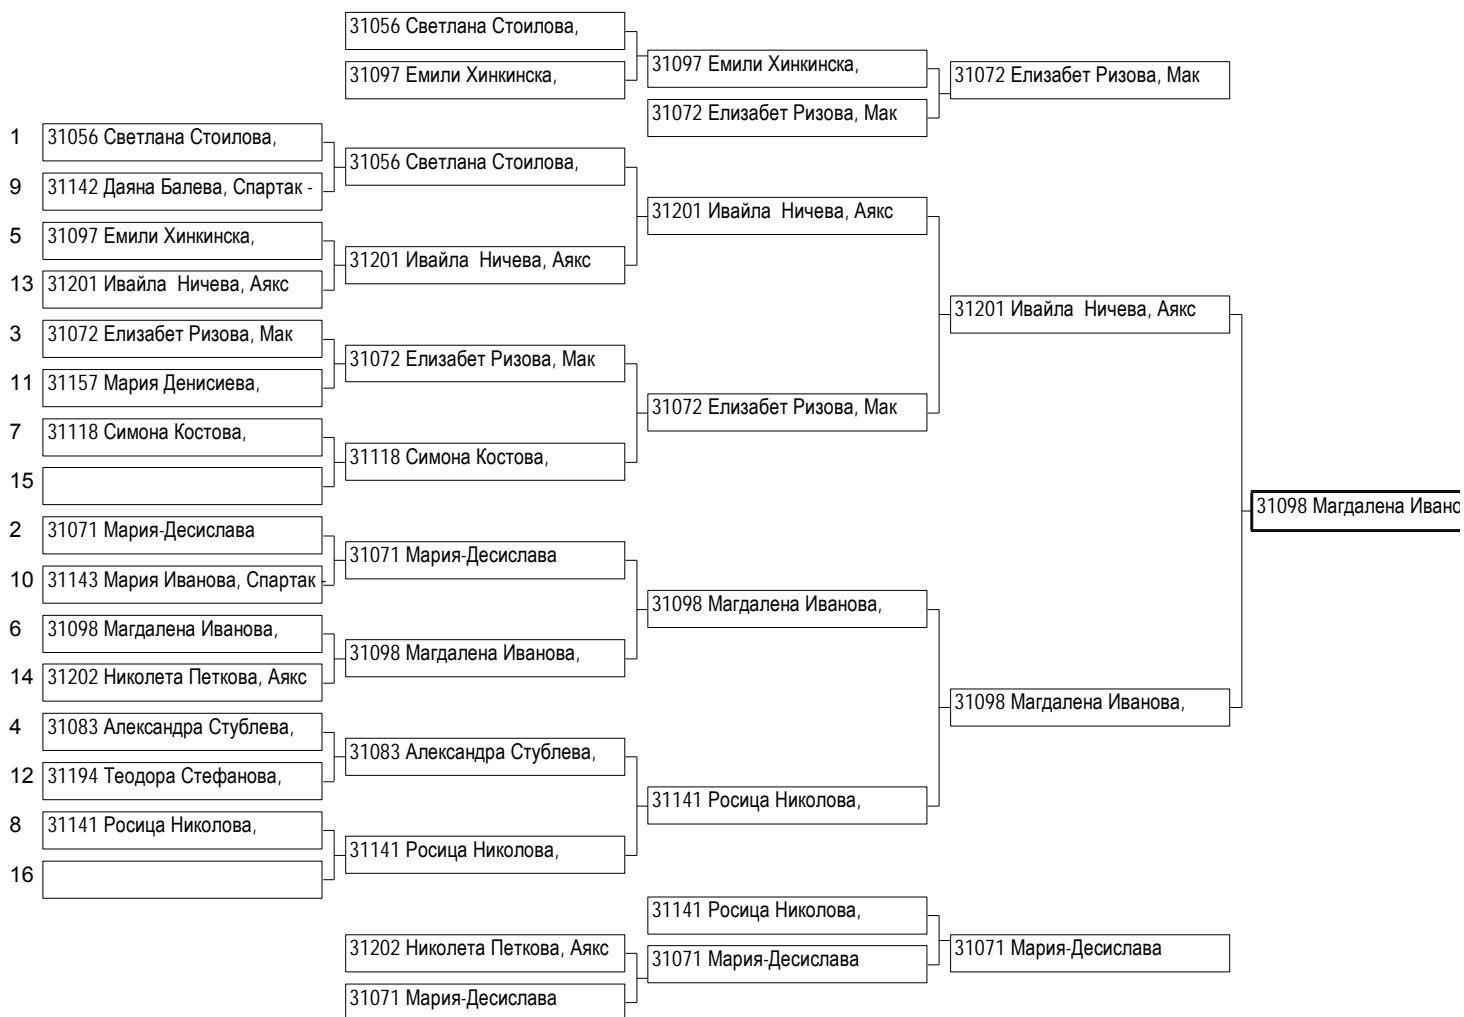 31056 Светлана Стоилова,
31097 Емили Хинкинска,
31097 Емили Хинкинска,
31072 Елизабет Ризова, Мак
31072 Елизабет Ризова, Мак
1 31056 Светлана Стоилова,
9 31142 Даяна Балева, Спартак -
5 31097 Емили Хинкинска,
13 31201 Ивайла  Ничева, Аякс
3 31072 Елизабет Ризова, Мак
11 31157 Мария Денисиева,
7 31118 Симона Костова,
15
2 31071 Мария-Десислава
10 31143 Мария Иванова, Спартак -
6 31098 Магдалена Иванова,
14 31202 Николета Петкова, Аякс
4 31083 Александра Стублева,
12 31194 Теодора Стефанова,
8 31141 Росица Николова,
16
31056 Светлана Стоилова,
31201 Ивайла  Ничева, Аякс
31072 Елизабет Ризова, Мак
31118 Симона Костова,
31071 Мария-Десислава
31098 Магдалена Иванова,
31083 Александра Стублева,
31141 Росица Николова,
31201 Ивайла  Ничева, Аякс
31072 Елизабет Ризова, Мак
31098 Магдалена Иванова,
31141 Росица Николова,
31201 Ивайла  Ничева, Аякс
31098 Магдалена Иванова,
31098 Магдалена Ивано
31202 Николета Петкова, Аякс
31071 Мария-Десислава
31141 Росица Николова,
31071 Мария-Десислава
31071 Мария-Десислава